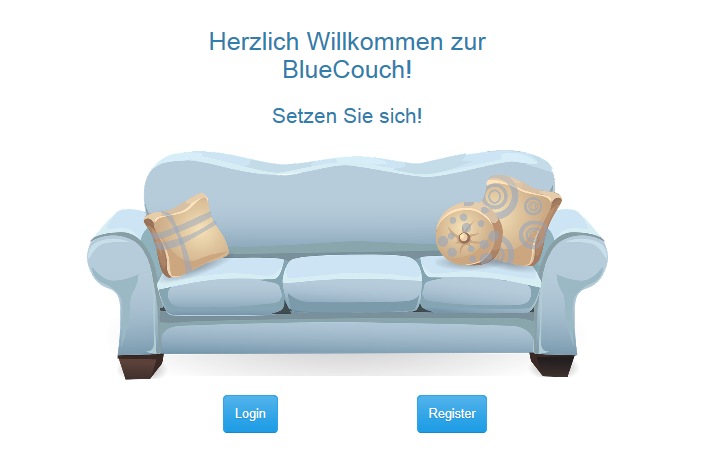 Herzlich Willkommen zur
BlueCouch!
Setzen Sie sich!
Login
Register